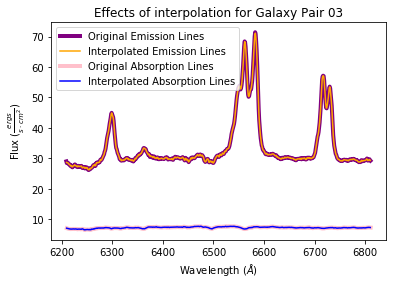 Effects of interpolation for Galaxy Pair 03
Original Emission Lines
Interpolated Emission Lines
Original Absorption Lines
Interpolated Absorption Lines
70
60
50
40
30
20
10
Flux (ergs/s·cm²)
6200 6300 6400 6500 6600 6700 6800
Wavelength (Å)